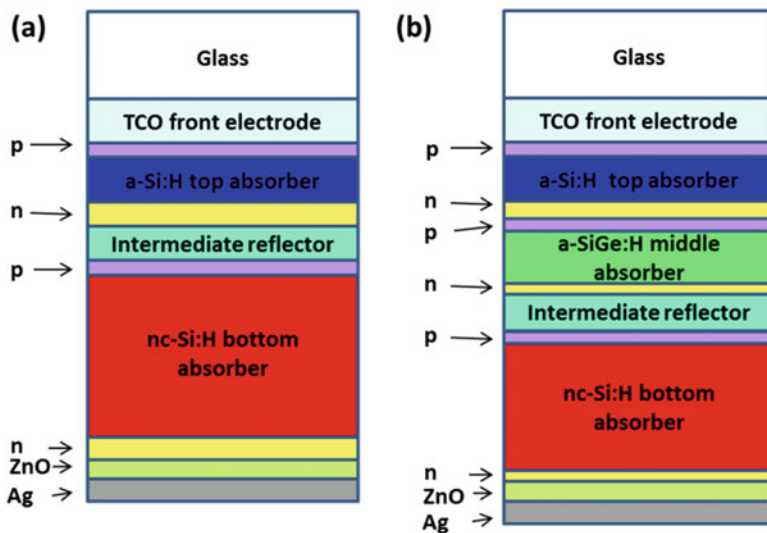 (a)
Glass
TCO front electrode
p
a-Si:H top absorber
n
Intermediate reflector
p
nc-Si:H bottom
absorber
n
ZnO
Ag
(b)
Glass
TCO front electrode
p
a-Si:H top absorber
n
p
a-SiGe:H middle
absorber
n
Intermediate reflector
p
nc-Si:H bottom
absorber
n
ZnO
Ag